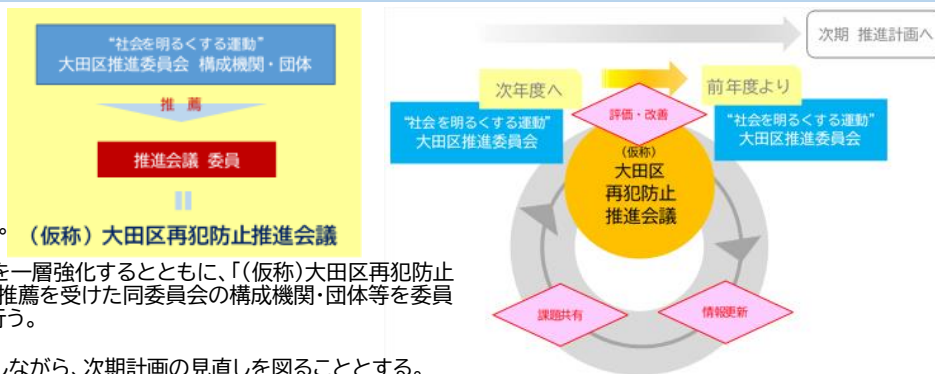 “社会を明るくする運動”
大田区推進委員会 構成機関・団体
推 薦
推進会議 委員
(仮称)大田区再犯防止推進会議
。
を一層強化するとともに、「(仮称)大田区再犯防止
推薦を受けた同委員会の構成機関・団体等を委員
行う。
しながら、次期計画の見直しを図ることとする。
次期 推進計画へ
次年度へ
前年度より
“社会を明るくする運動”
大田区推進委員会
評価・改善
“社会を明るくする運動”
大田区推進委員会
(仮称)
大田区
再犯防止
推進会議
課題共有
情報更新